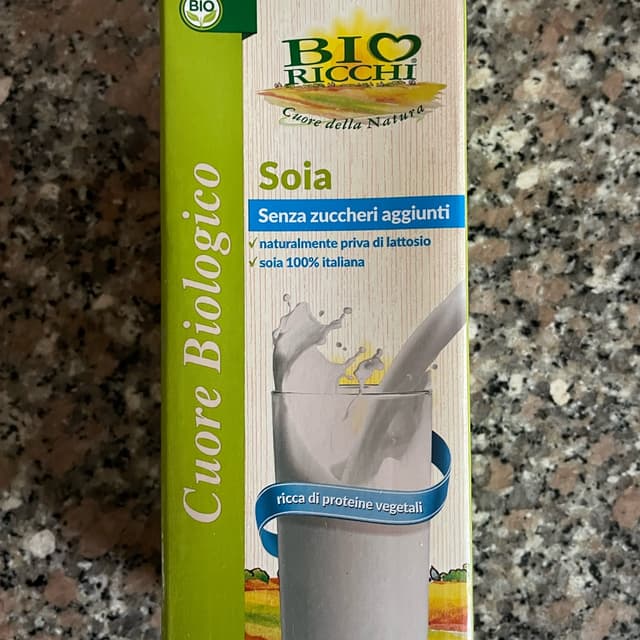 BIO
BIO
RICCHI
Cuore della Natura
Cuore Biologico
Soia
Senza zuccheri aggiunti
naturalmente priva di lattosio
soia 100% italiana
ricca di proteine vegetali